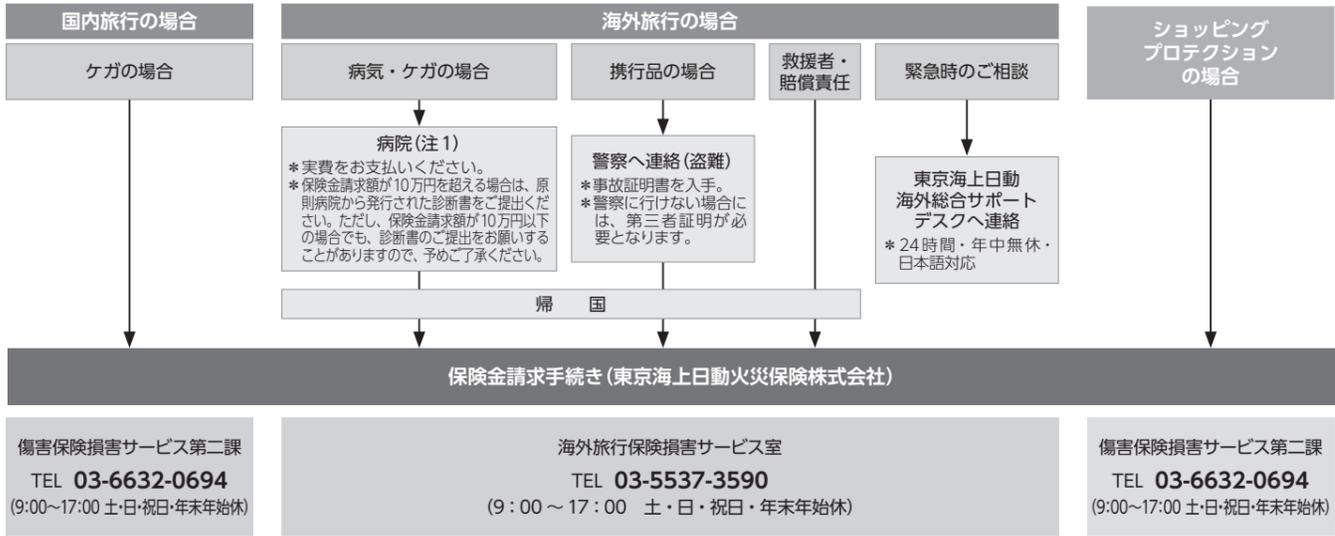 国内旅行の場合
ケガの場合
海外旅行の場合
病気・ケガの場合
病院(注1)
＊実費をお支払いください。
＊保険金請求額が10万円を超える場合は、原
則病院から発行された診断書をご提出くだ
さい。ただし、保険金請求額が10万円以下
の場合でも、診断書のご提出をお願いする
ことがありますので、予めご了承ください。
携行品の場合
警察へ連絡(盗難)
＊事故証明書を入手。
＊警察に行けない場合に
は、第三者証明が必
要となります。
救援者・
賠償責任
緊急時のご相談
東京海上日動
海外総合サポート
デスクへ連絡
＊24時間・年中無休・
日本語対応
帰　国
ショッピング
プロテクション
の場合
保険金請求手続き(東京海上日動火災保険株式会社)
傷害保険損害サービス第二課
TEL 03-6632-0694
(9:00～17:00 土・日・祝日・年末年始休)
海外旅行保険損害サービス室
TEL 03-5537-3590
(9：00～17：00　土・日・祝日・年末年始休)
傷害保険損害サービス第二課
TEL 03-6632-0694
(9:00～17:00 土・日・祝日・年末年始休)